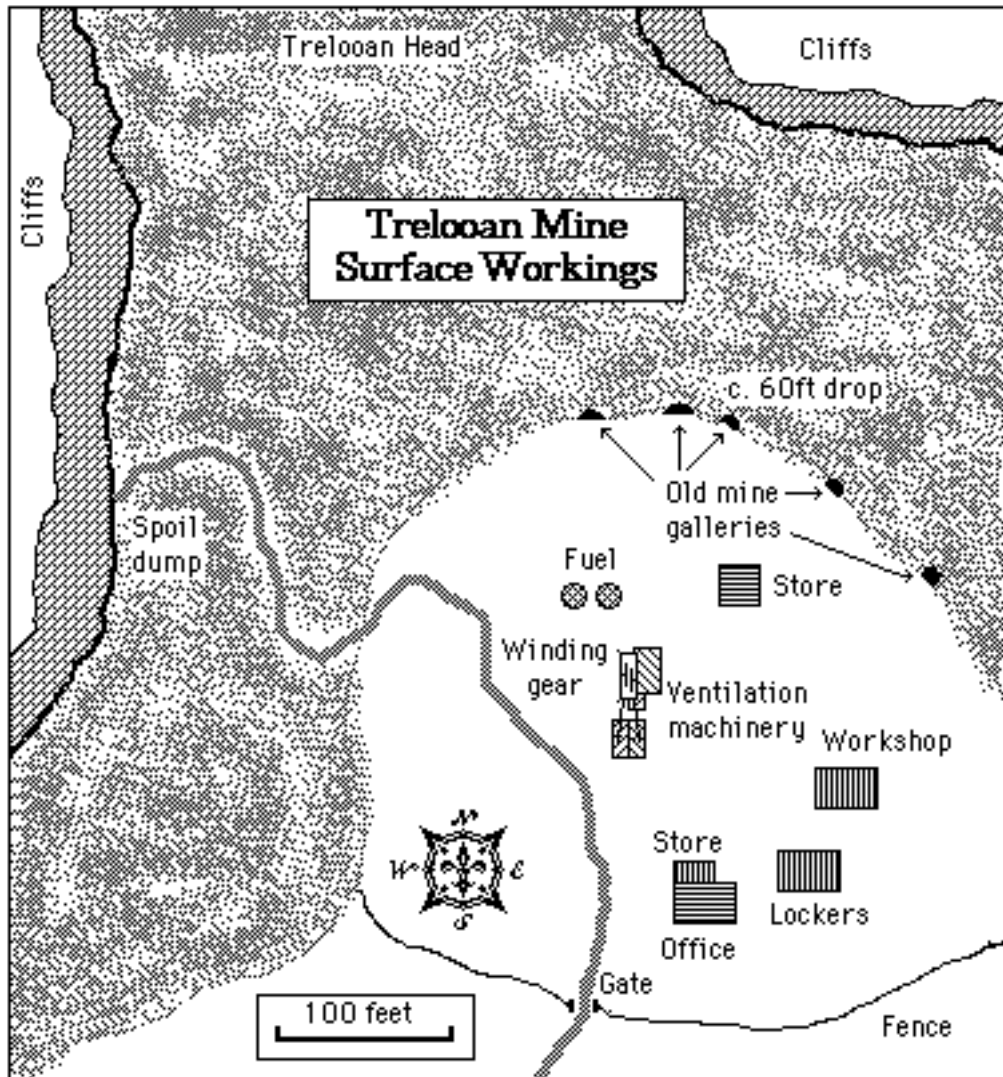 Trelooan Head
Cliffs
Cliffs
Trelooan Mine
Surface Workings
c. 60ft drop
Old mine
galleries
Spoil
dump
Fuel
Store
Winding
gear
Ventilation
machinery
Workshop
N
W
E
S
Store
Lockers
Office
Gate
100 feet
Fence